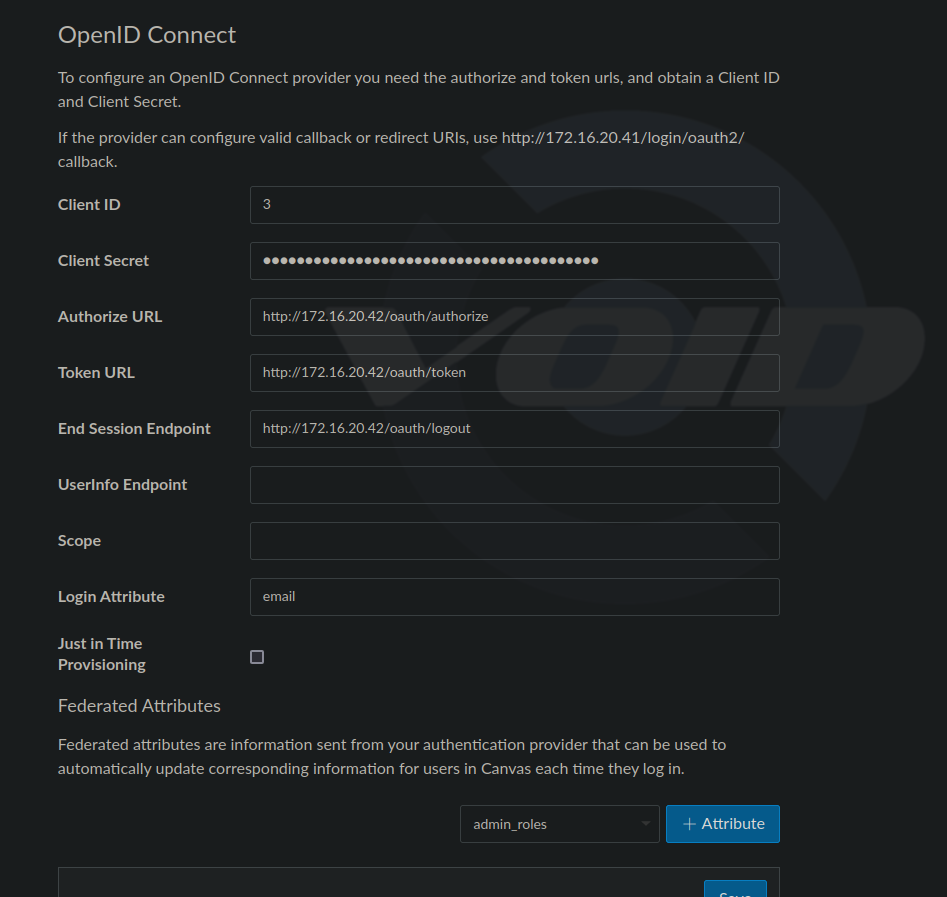 OpenID Connect
To configure an OpenID Connect provider you need the authorize and token urls, and obtain a Client ID
and Client Secret.
If the provider can configure valid callback or redirect URIs, use http://172.16.20.41/login/oauth2/
callback.
Client ID
3
Client Secret
●●●●●●●●●●●●●●●●●●●●●●●●●●●●●●●●●●●●●●●●
Authorize URL
http://172.16.20.42/oauth/authorize
Token URL
http://172.16.20.42/oauth/token
End Session Endpoint
http://172.16.20.42/oauth/logout
UserInfo Endpoint
Scope
Login Attribute
email
Just in Time
Provisioning
Federated Attributes
Federated attributes are information sent from your authentication provider that can be used to
automatically update corresponding information for users in Canvas each time they log in.
admin_roles
+ Attribute
Save
VOID